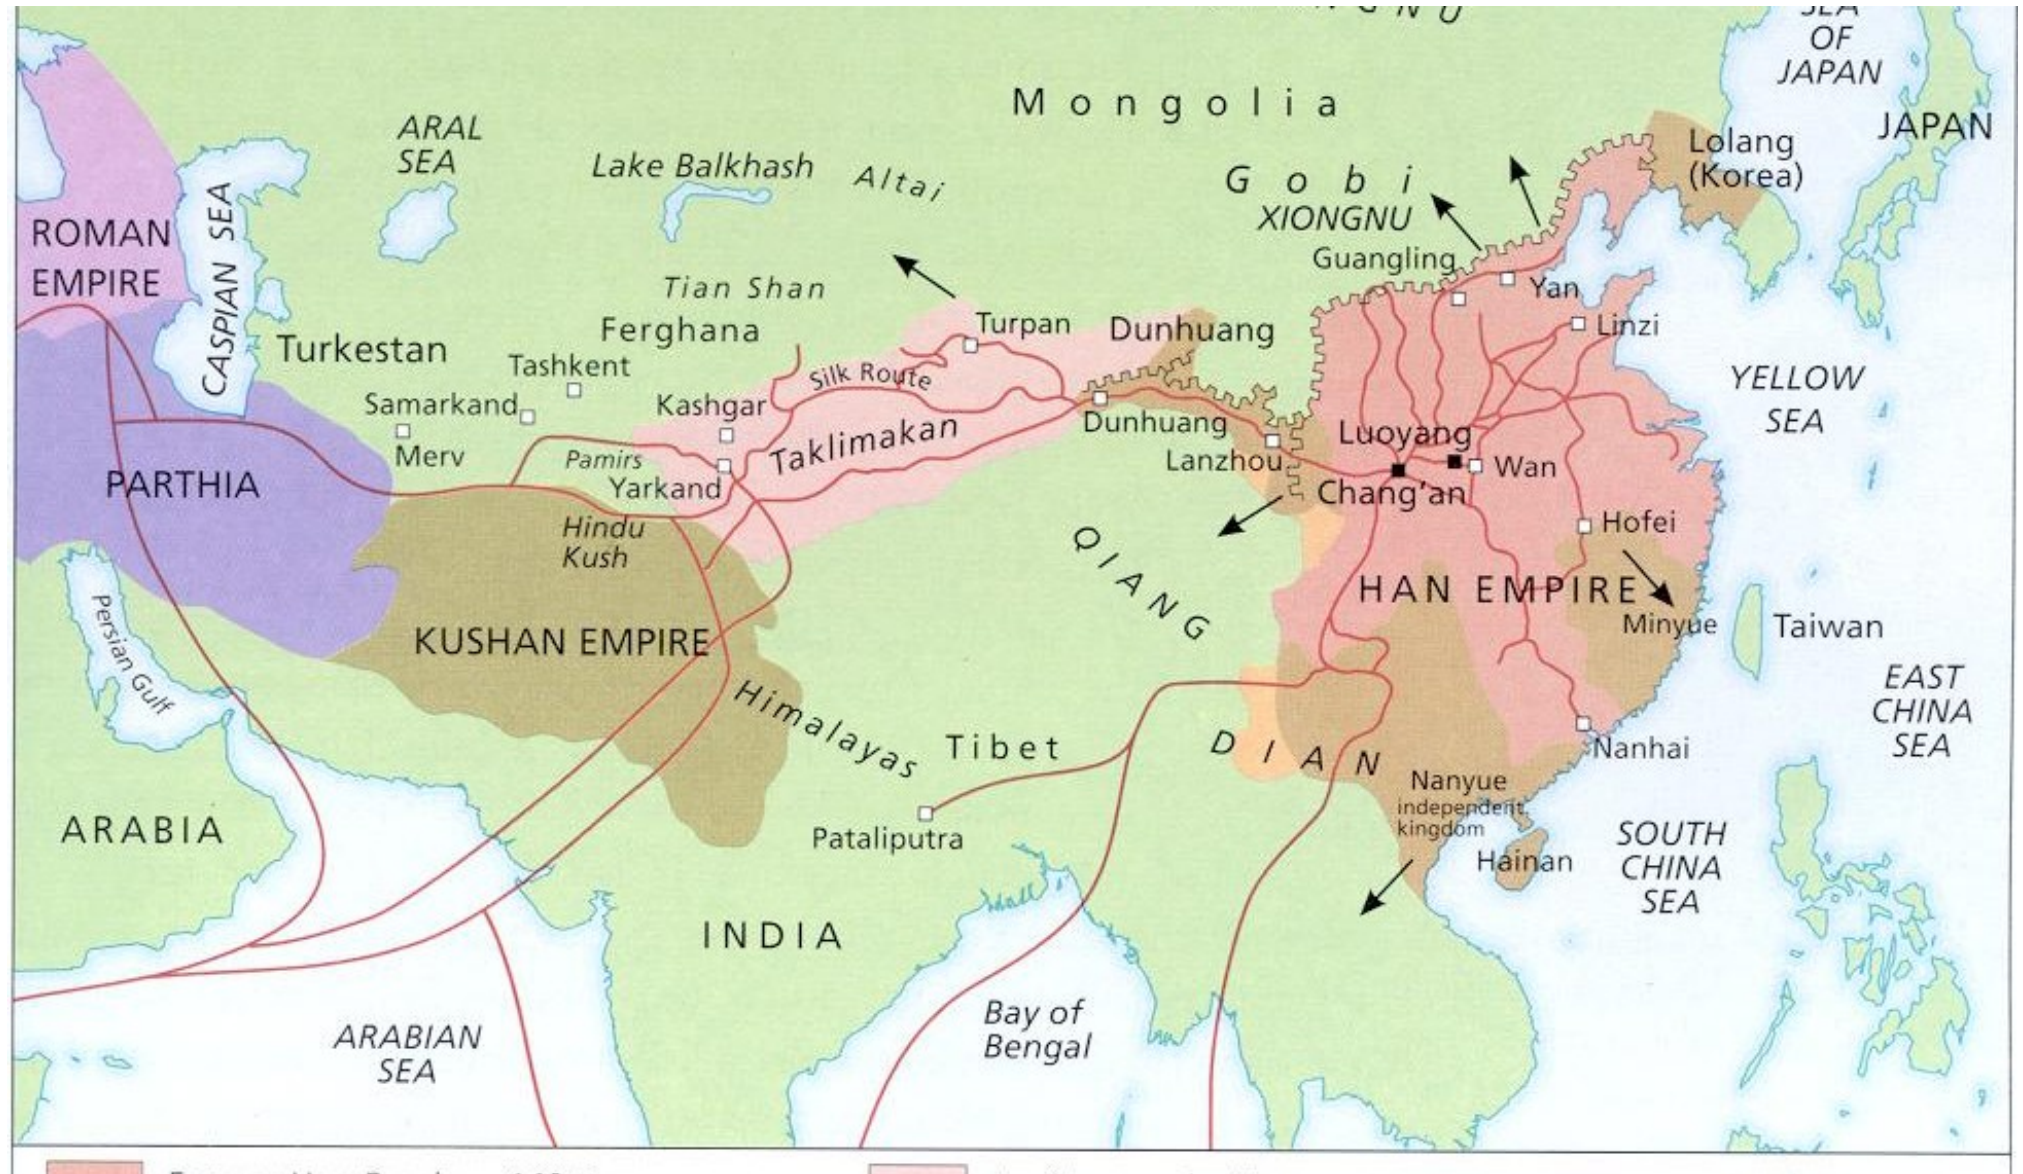 SEA
OF
JAPAN
JAPAN
Mongolia
ARAL
SEA
Lake Balkhash
Altai
Gobi
XIONGNU
Lolang
(Korea)
ROMAN
EMPIRE
CASPIAN SEA
Guangling
Yan
Tian Shan
Ferghana
Turkestan
Turpan
Dunhuang
Linzi
Tashkent
Silk Route
YELLOW
SEA
Samarkand
Kashgar
Merv
Taklimakan
Dunhuang
Luoyang
Lanzhou
Wan
PARTHIA
Pamirs
Yarkand
Chang'an
Hindu
Kush
Hofei
QIANG
HAN EMPIRE
Persian Gulf
KUSHAN EMPIRE
Minyue
Taiwan
EAST
CHINA
SEA
Himalayas
Tibet
DIAN
Nanhai
Nanyue
independent
kingdom
Hainan
SOUTH
CHINA
SEA
ARABIA
Pataliputra
INDIA
ARABIAN
SEA
Bay of
Bengal